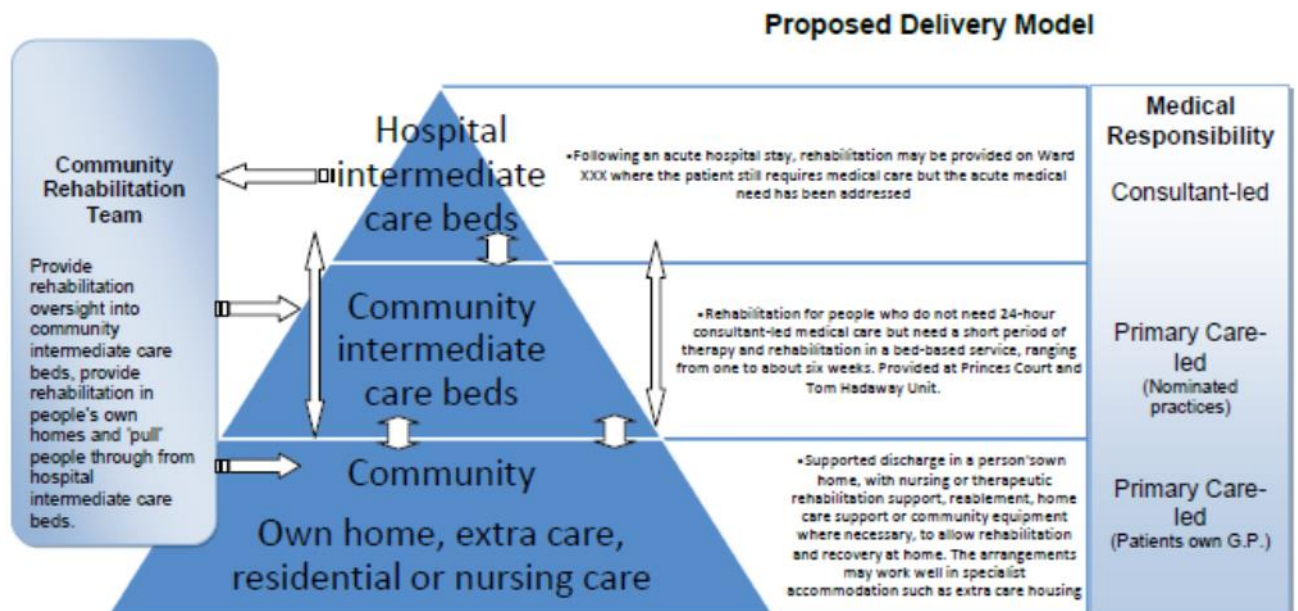 Proposed Delivery Model
Community
Rehabilitation
Team
Provide
rehabilitation
oversight into
community
intermediate care
beds, provide
rehabilitation in
people's own
homes and 'pull'
people through from
hospital
intermediate care
beds.
Hospital
intermediate
care beds
•Following an acute hospital stay, rehabilitation may be provided on Ward
XXX where the patient still requires medical care but the acute medical
need has been addressed
Medical
Responsibility
Consultant-led
Community
intermediate
care beds
•Rehabilitation for people who do not need 24-hour
consultant-led medical care but need a short period of
therapy and rehabilitation in a bed-based service, ranging
from one to about six weeks. Provided at Princes Court and
Tom Hadaway Unit.
Primary Care-
led
(Nominated
practices)
Community
Own home, extra care,
residential or nursing care
•Supported discharge in a person'sown
home, with nursing or therapeutic
rehabilitation support, reablement, home
care support or community equipment
where necessary, to allow rehabilitation
and recovery at home. The arrangements
may work well in specialist
accommodation such as extra care housing
Primary Care-
led
(Patients own G.P.)